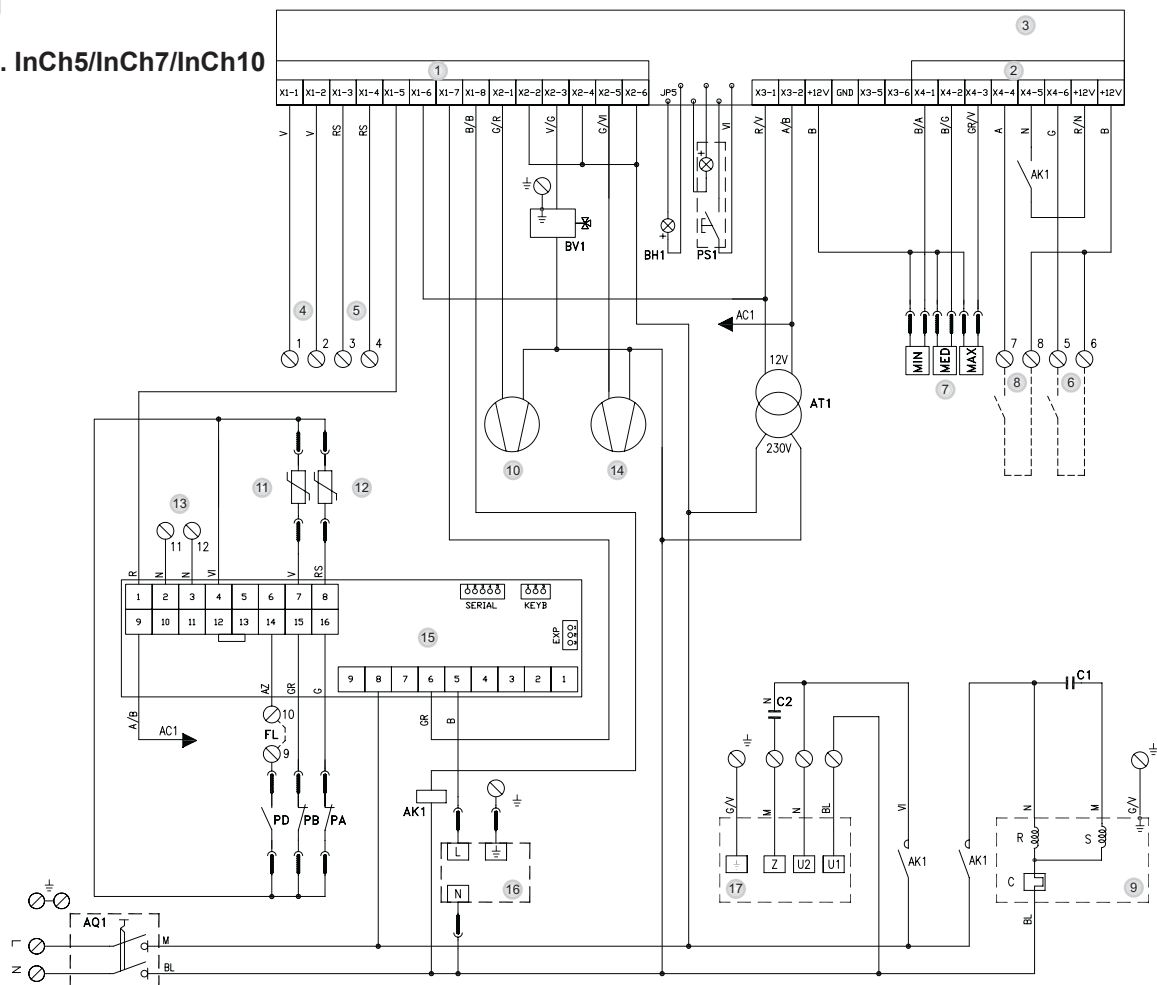 . InCh5/InCh7/InCh10
3
1
2
X1-1 X1-2 X1-3 X1-4 X1-5 X1-6 X1-7 X1-8 X2-1 X2-2 X2-3 X2-4 X2-5 X2-6 JP5 X3-1 X3-2 +12V GND X3-5 X3-6 X4-1 X4-2 X4-3 X4-4 X4-5 X4-6 +12V +12V
V V RS RS B/B G/R V/G G/VI VI R/V A/B B B/A B/G GR/V A N G R/N B
AK1
BV1
BH1
PS1
AC1
4
5
1 2 3 4
12V
AT1
230V
MIN MED MAX
7
7 8 5 6
8
6
10
14
11
12
13
11 12
R N N VI V RS
1 2 3 4 5 6 7 8
9 10 11 12 13 14 15 16
SERIAL
KEYB
EXP
15
9 8 7 6 5 4 3 2 1
A/B
AC1
AZ GR G
10
FL
9
GR B
PD PB PA
AK1
L
N
16
N C2
C1
G/V M N BL VI
Z U2 U1
17
AK1
AK1
N M G/V
R S
C
9
BL
AQ1
L
N
M
BL